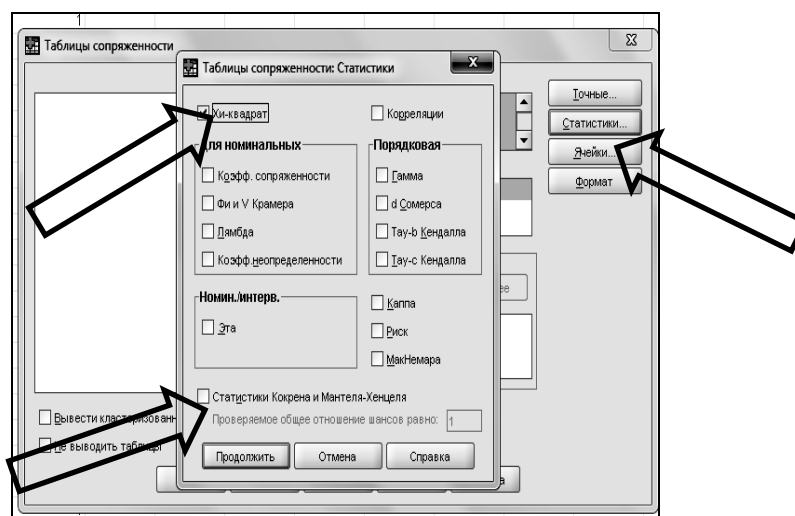 1
Таблицы сопряженности
Таблицы сопряженности: Статистики
Хи-квадрат
Корреляции
Для номинальных
Порядковая
Коэфф. сопряженности
Гамма
Фи и V Крамера
d Сомерса
Лямбда
Тау-b Кендалла
Коэфф.неопределенности
Тау-c Кендалла
Номин./интерв.
Каппа
Эта
Риск
МакНемара
Статистики Кокрена и Мантеля-Хенцеля
Проверяемое общее отношение шансов равно: 1
Продолжить Отмена Справка
Точные...
Статистики...
Ячейки...
Формат
Вывести
Не выводить таблицы